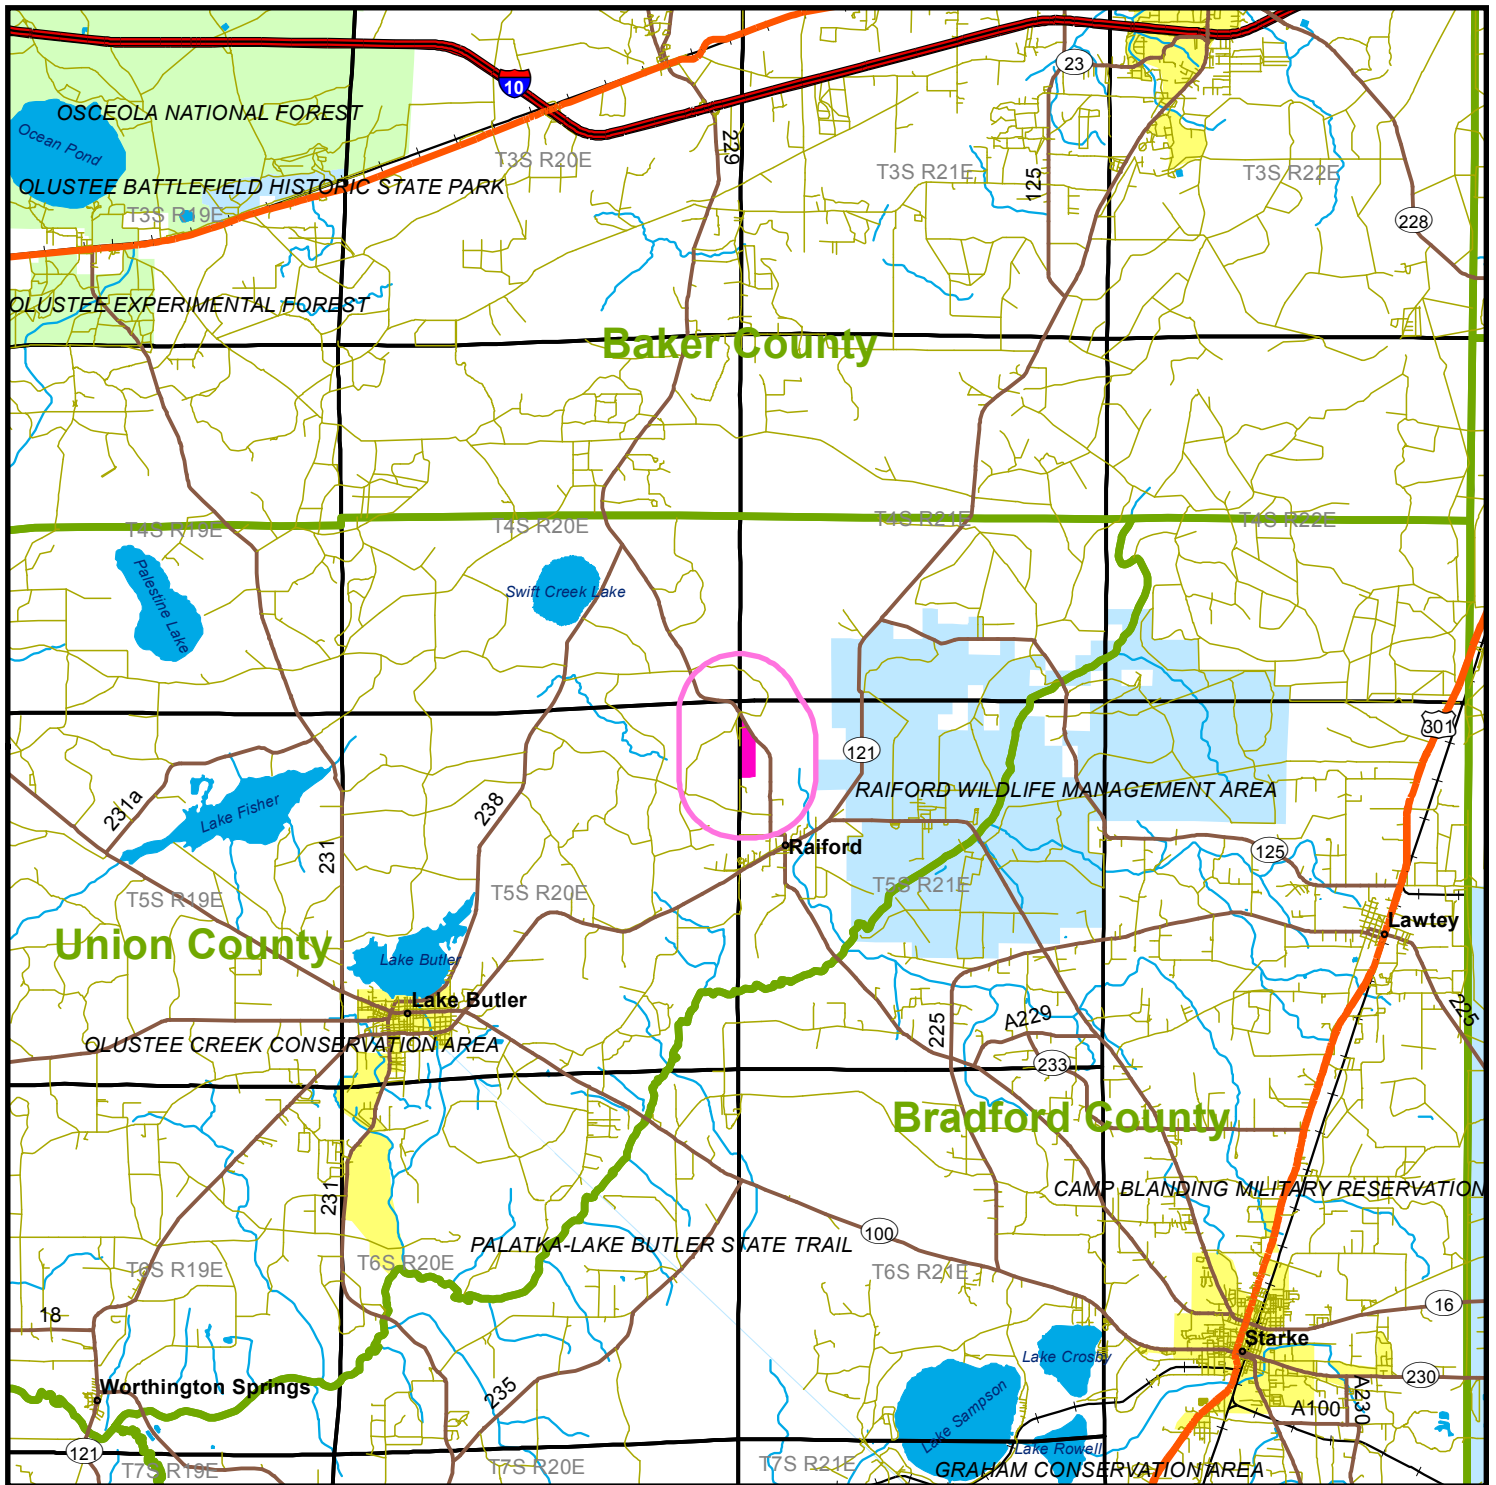 10
23
OSCEOLA NATIONAL FOREST
Ocean Pond
229
T3S R20E
T3S R21E
125
T3S R22E
OLUSTEE BATTLEFIELD HISTORIC STATE PARK
T3S R19E
228
OLUSTEE EXPERIMENTAL FOREST
Baker County
T4S R19E
T4S R20E
T4S R21E
T4S R22E
Palestine Lake
Swift Creek Lake
301
121
RAIFORD WILDLIFE MANAGEMENT AREA
231a
Lake Fisher
238
231
Raiford
125
T5S R19E
T5S R20E
T5S R21E
Lawtey
Union County
Lake Butler
Lake Butler
225
A229
225
OLUSTEE CREEK CONSERVATION AREA
233
Bradford County
231
CAMP BLANDING MILITARY RESERVATION
100
PALATKA-LAKE BUTLER STATE TRAIL
T6S R19E
T6S R20E
T6S R21E
18
16
Starke
Lake Crosby
230
Worthington Springs
235
Lake Sampson
A230
A100
121
Lake Rowell
T7S R19E
T7S R20E
T7S R21E
GRAHAM CONSERVATION AREA